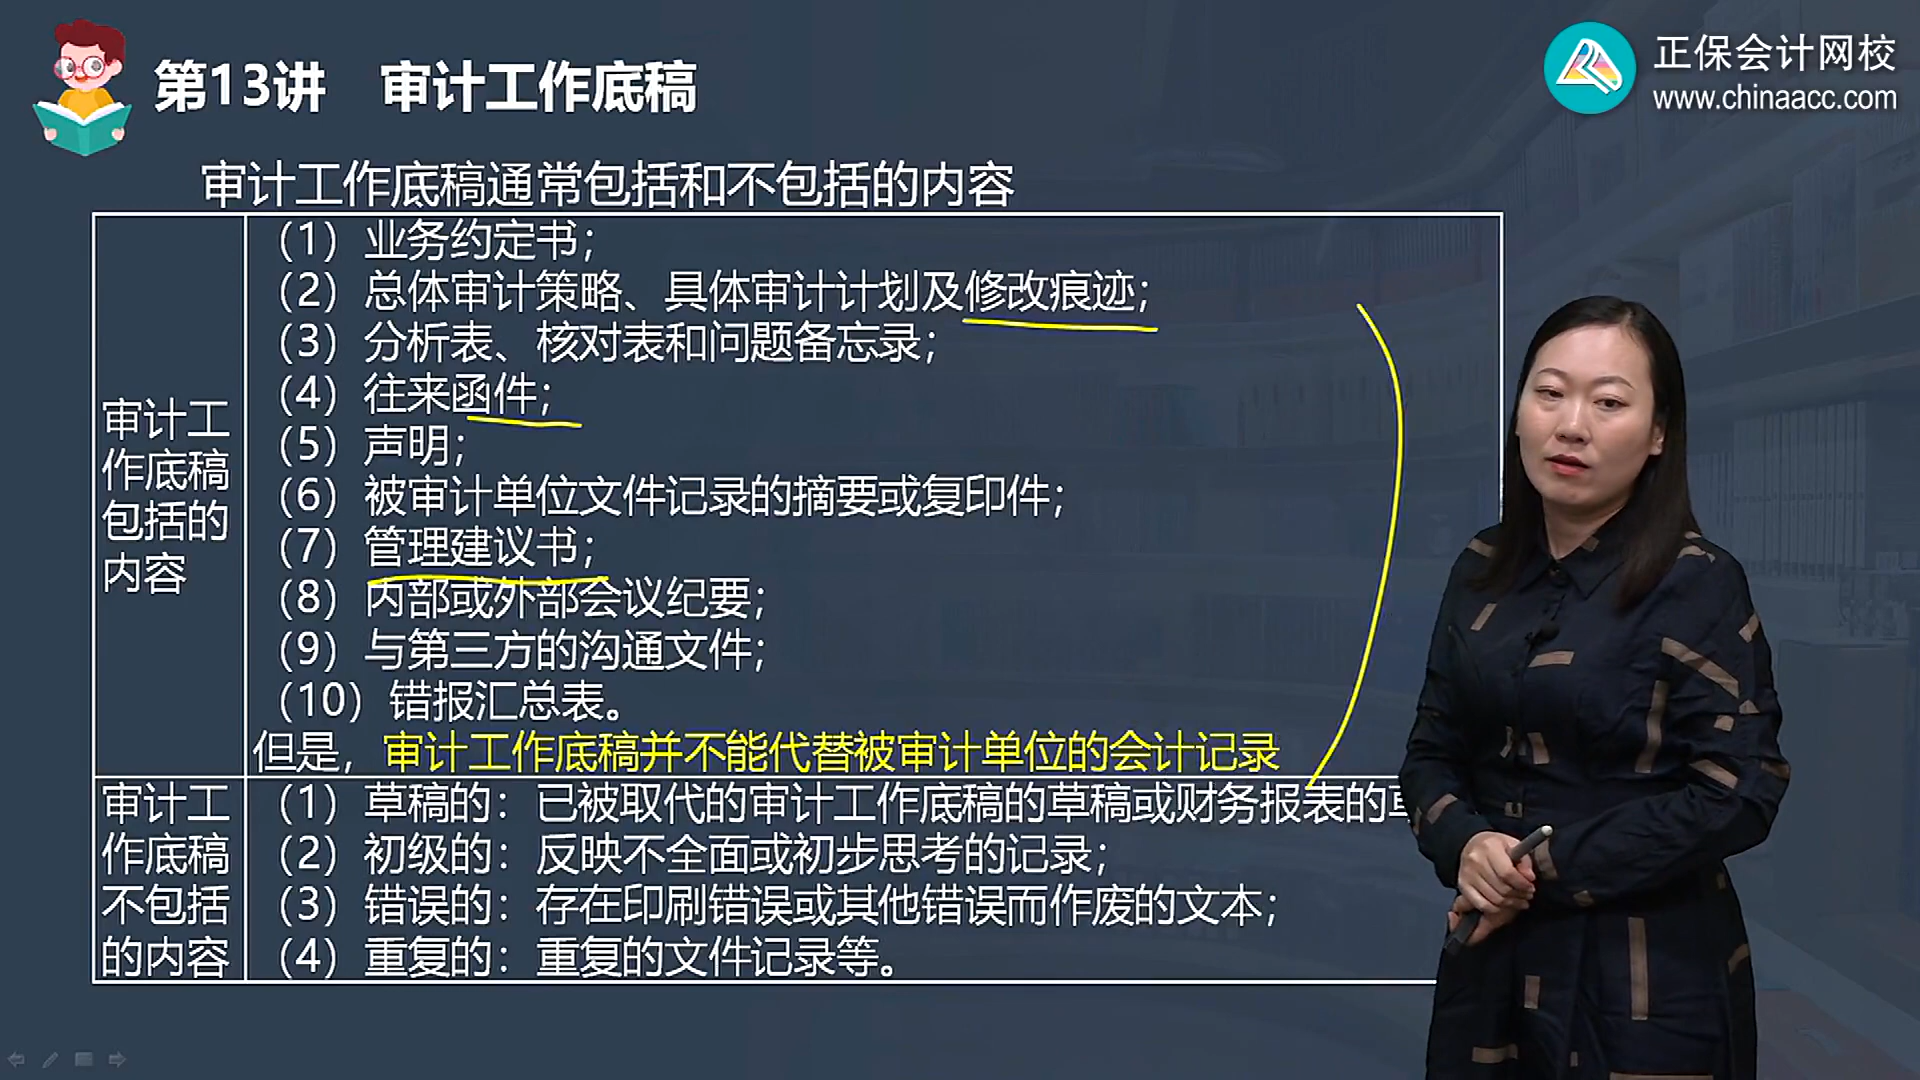 第13讲 审计工作底稿
正保会计网校
www.chinaacc.com
审计工作底稿通常包括和不包括的内容
审计工
作底稿
包括的
内容
（1）业务约定书；
（2）总体审计策略、具体审计计划及修改痕迹；
（3）分析表、核对表和问题备忘录；
（4）往来函件；
（5）声明；
（6）被审计单位文件记录的摘要或复印件；
（7）管理建议书；
（8）内部或外部会议纪要；
（9）与第三方的沟通文件；
（10）错报汇总表。
但是，审计工作底稿并不能代替被审计单位的会计记录
审计工
作底稿
不包括
的内容
（1）草稿的：已被取代的审计工作底稿的草稿或财务报表的
（2）初级的：反映不全面或初步思考的记录；
（3）错误的：存在印刷错误或其他错误而作废的文本；
（4）重复的：重复的文件记录等。